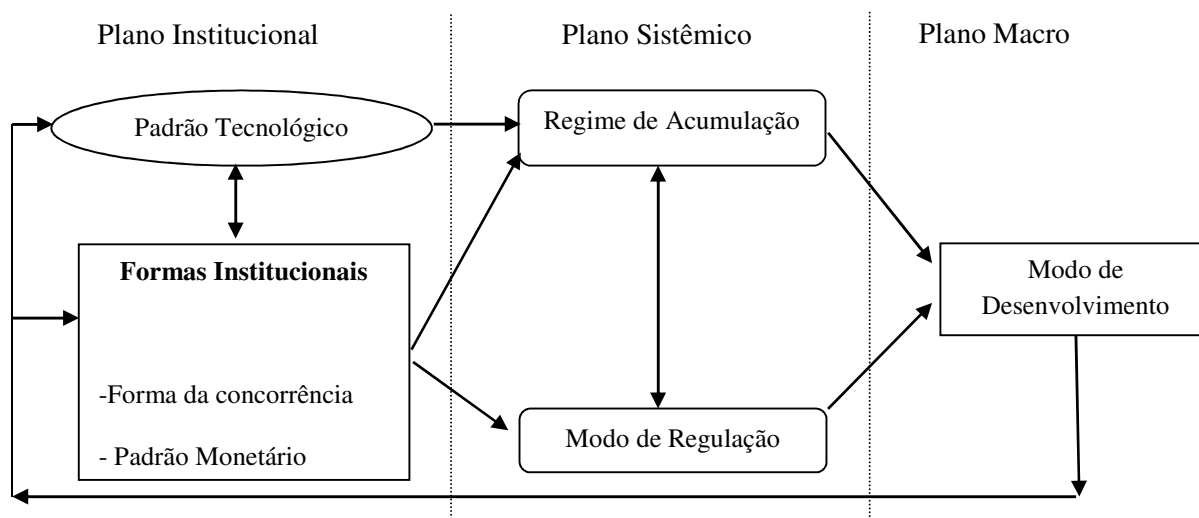 Plano Institucional
Plano Sistêmico
Plano Macro
Padrão Tecnológico
Regime de Acumulação
Formas Institucionais
-Forma da concorrência
- Padrão Monetário
Modo de Regulação
Modo de
Desenvolvimento